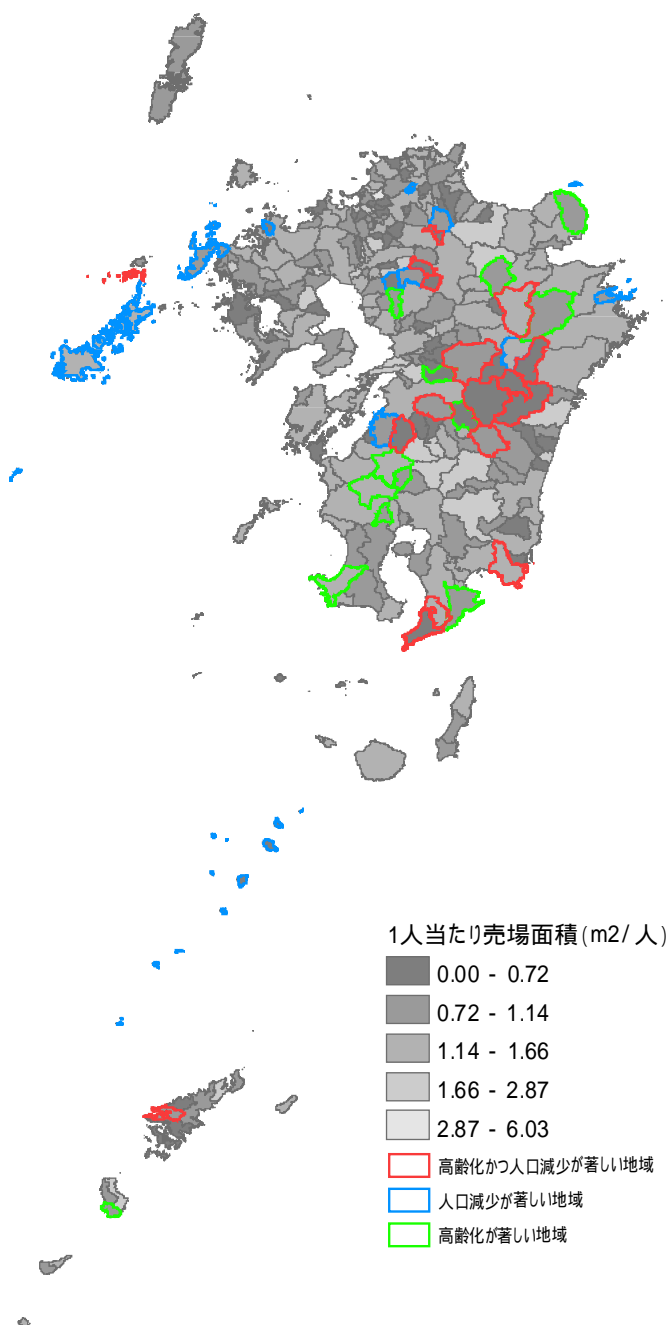 1人当たり売場面積(m2/人)
0.00 - 0.72
0.72 - 1.14
1.14 - 1.66
1.66 - 2.87
2.87 - 6.03
高齢化かつ人口減少が著しい地域
人口減少が著しい地域
高齢化が著しい地域